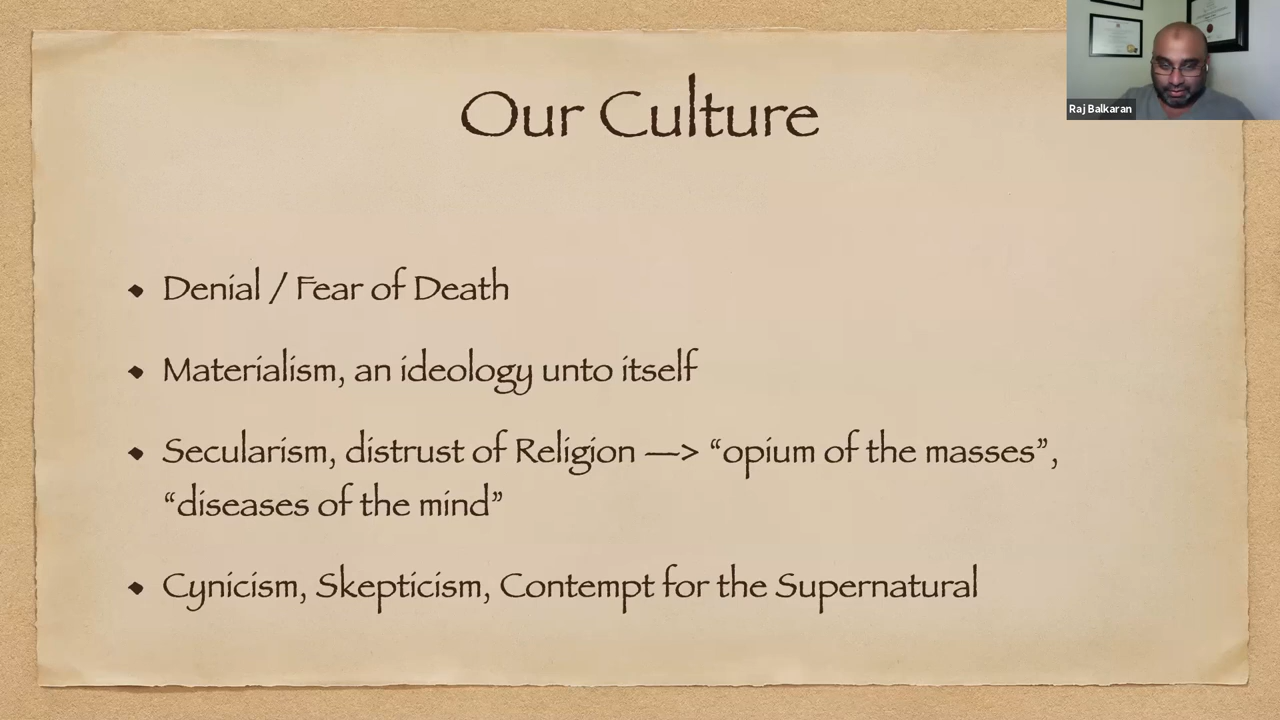 Our Culture
Raj Balkaran
• Denial / Fear of Death
• Materialism, an ideology unto itself
• Secularism, distrust of Religion —> “opium of the masses”,
“diseases of the mind”
• Cynicism, Skepticism, Contempt for the Supernatural